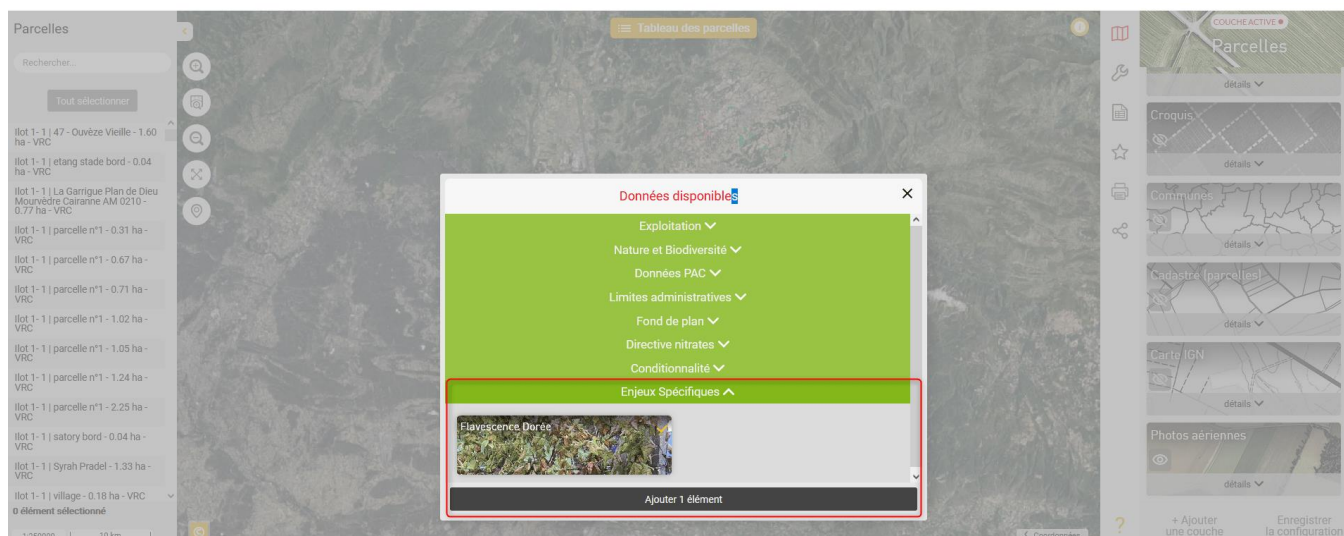 Parcelles
Rechercher...
Tout sélectionner
Ilot 1- 1 | 47 - Ouvèze Vieille - 1.60
ha - VRC
Ilot 1- 1 | etang stade bord - 0.04
ha - VRC
Ilot 1- 1 | La Garrigue Plan de Dieu
Mourvèdre Cairanne AM 0210 -
0.77 ha - VRC
Ilot 1- 1 | parcelle n°1 - 0.31 ha -
VRC
Ilot 1- 1 | parcelle n°1 - 0.67 ha -
VRC
Ilot 1- 1 | parcelle n°1 - 0.71 ha -
VRC
Ilot 1- 1 | parcelle n°1 - 1.02 ha -
VRC
Ilot 1- 1 | parcelle n°1 - 1.05 ha -
VRC
Ilot 1- 1 | parcelle n°1 - 1.24 ha -
VRC
Ilot 1- 1 | parcelle n°1 - 2.25 ha -
VRC
Ilot 1- 1 | satory bord - 0.04 ha -
VRC
Ilot 1- 1 | Syrah Pradel - 1.33 ha -
VRC
Ilot 1- 1 | village - 0.18 ha - VRC
0 élément sélectionné
10 km
Tableau des parcelles
Données disponibles
Exploitation
Nature et Biodiversité
Données PAC
Limites administratives
Fond de plan
Directive nitrates
Conditionnalité
Enjeux Spécifiques
Flavescence Dorée
Ajouter 1 élément
Coordonnées
COUCHE ACTIVE
Parcelles
détails
Croquis
détails
Communes
détails
Cadastre (parcelles)
détails
Carte IGN
détails
Photos aériennes
détails
+ Ajouter
une couche
Enregistrer
la configuration